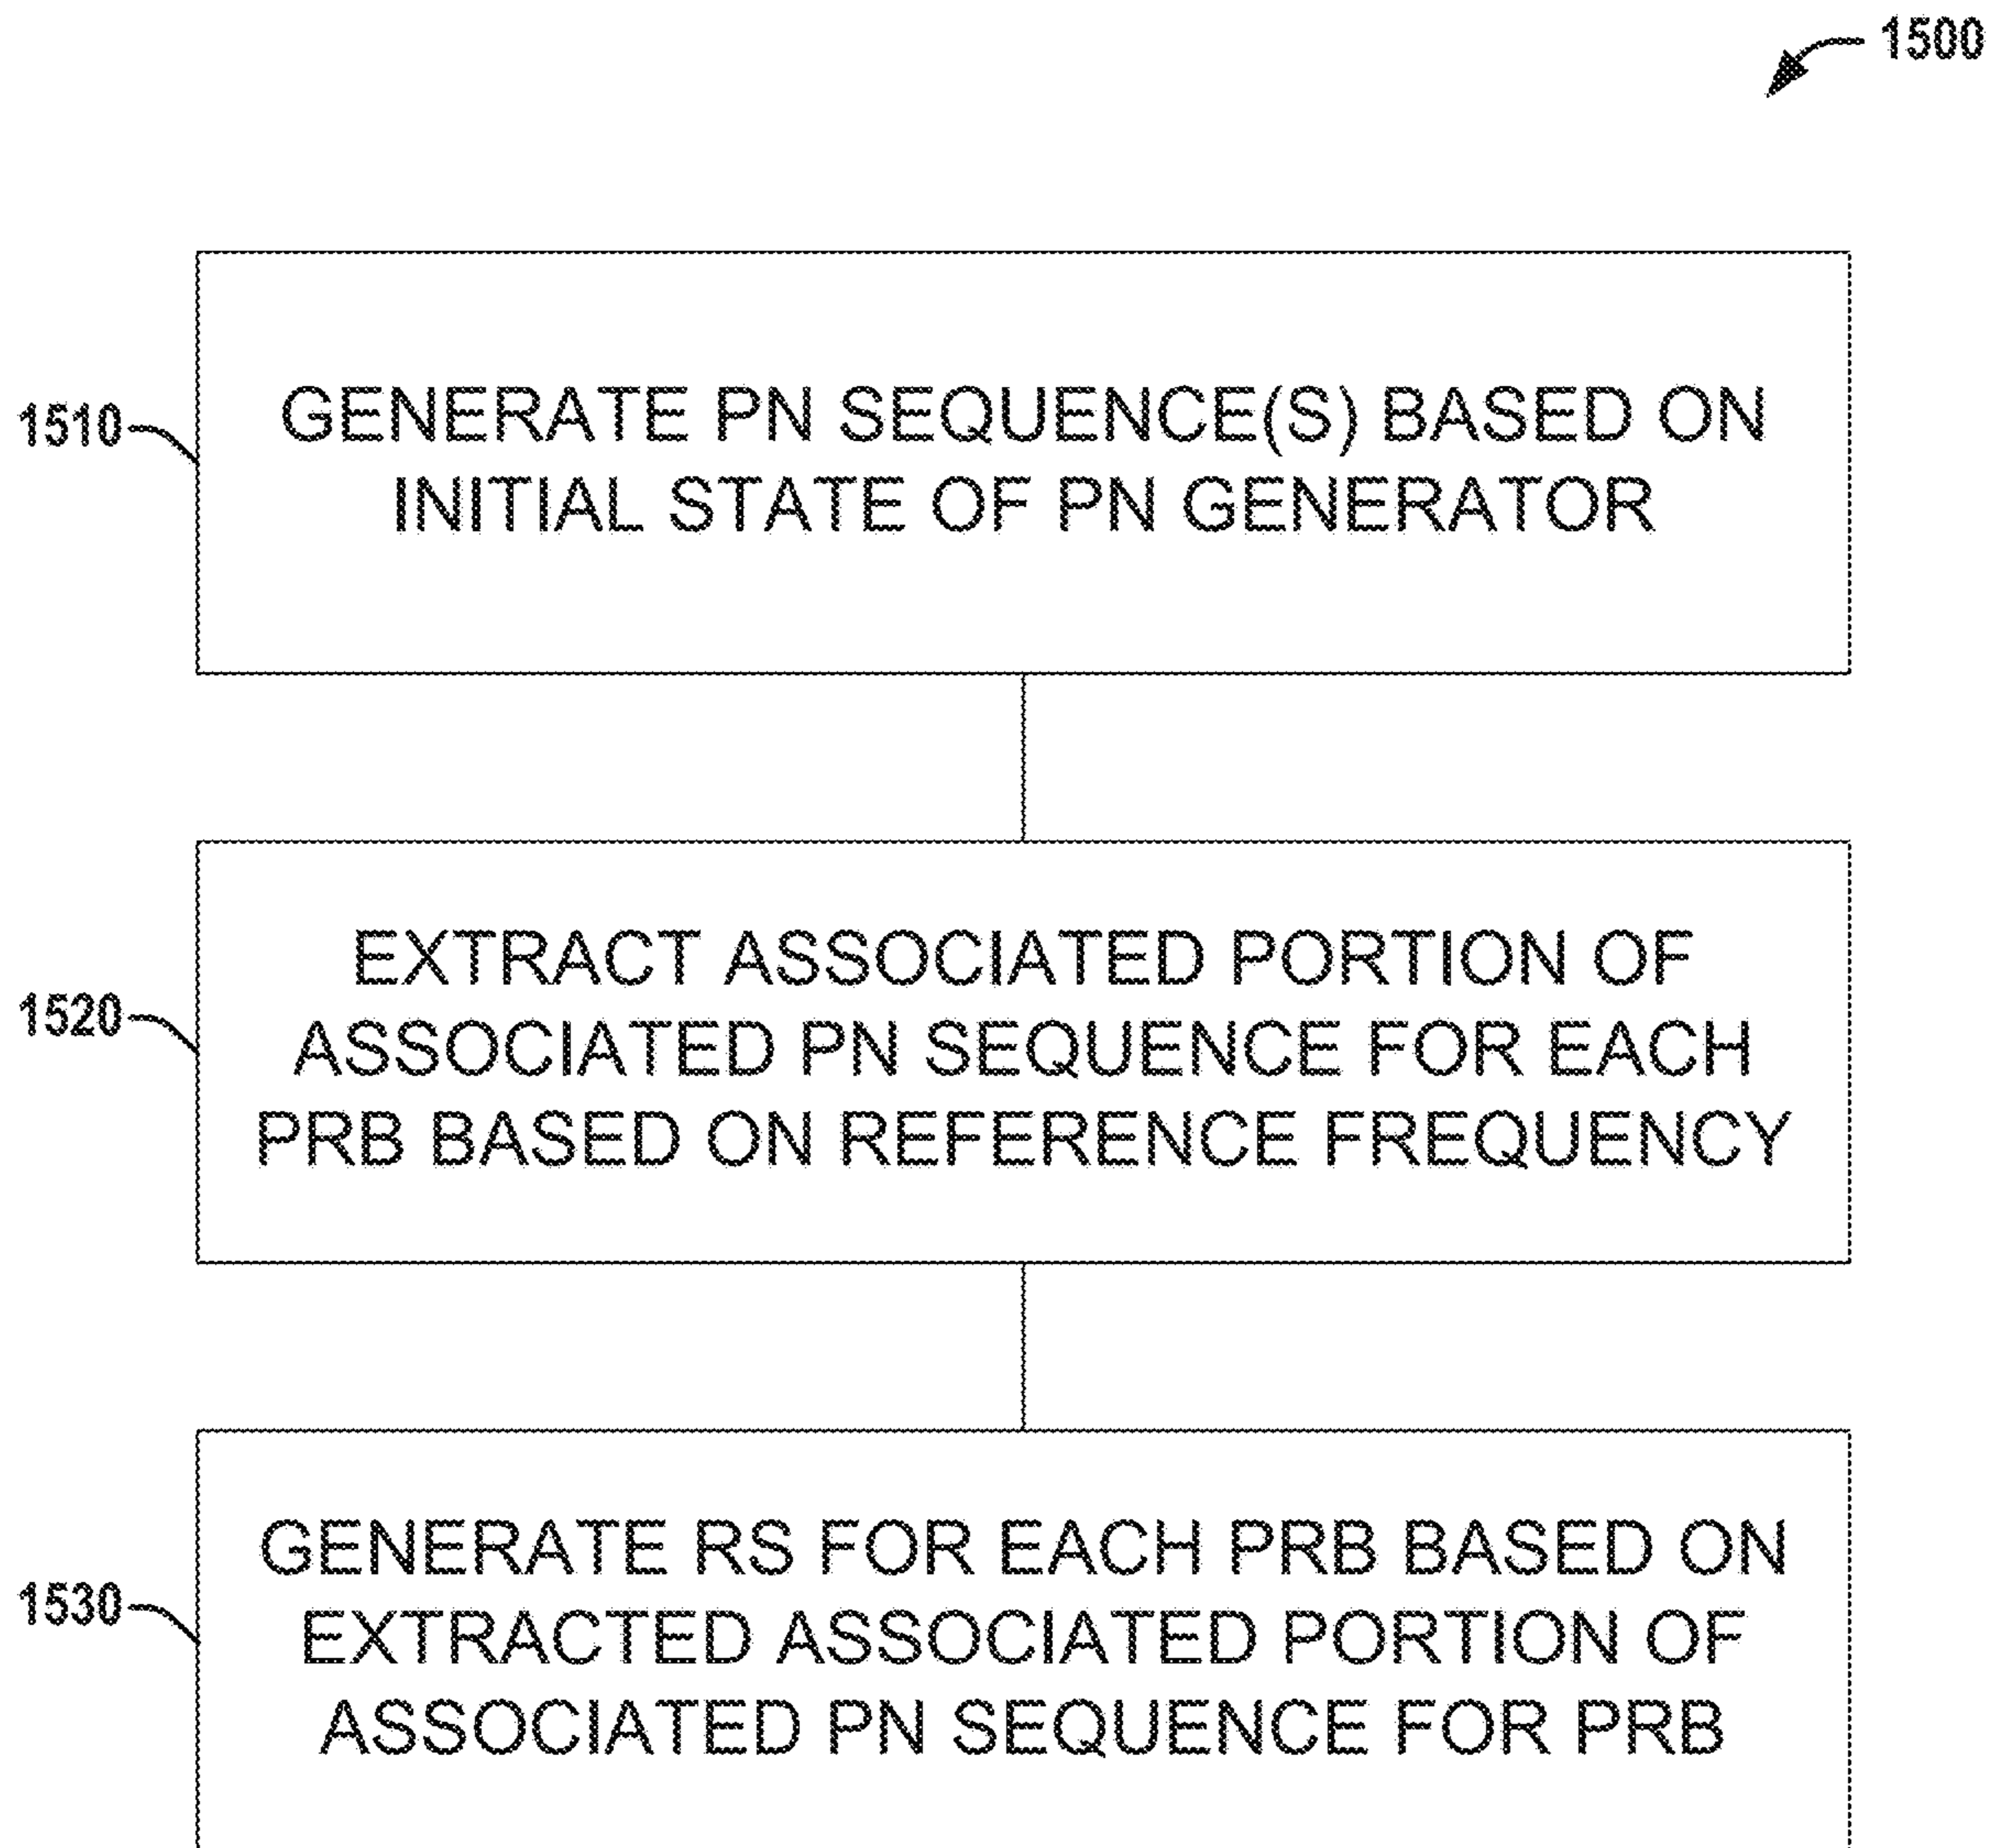 1500
1510
GENERATE PN SEQUENCE(S) BASED ON
INITIAL STATE OF PN GENERATOR
1520
EXTRACT ASSOCIATED PORTION OF
ASSOCIATED PN SEQUENCE FOR EACH
PRB BASED ON REFERENCE FREQUENCY
1530
GENERATE RS FOR EACH PRB BASED ON
EXTRACTED ASSOCIATED PORTION OF
ASSOCIATED PN SEQUENCE FOR PRB